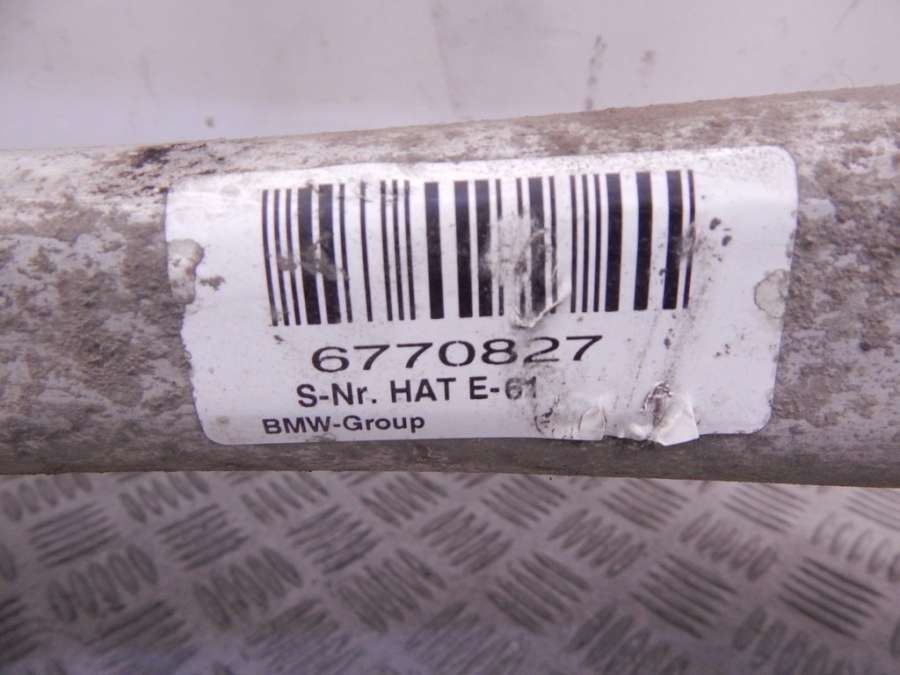 6770827
S-Nr. HAT E-61
BMW-Group